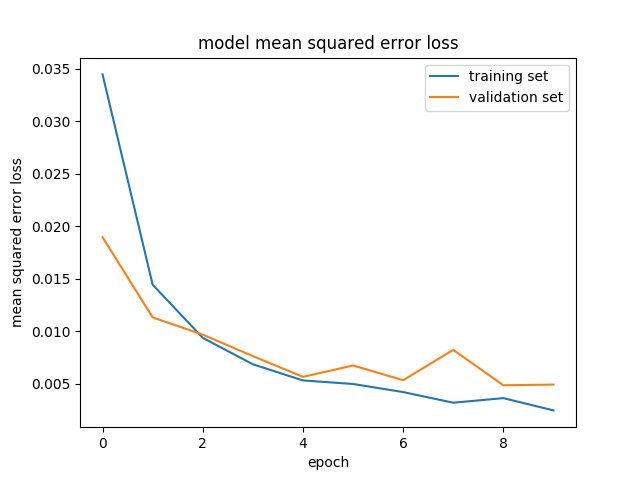 model mean squared error loss
training set
validation set
0.035
0.030
0.025
0.020
0.015
0.010
0.005
mean squared error loss
0
2
4
6
8
epoch